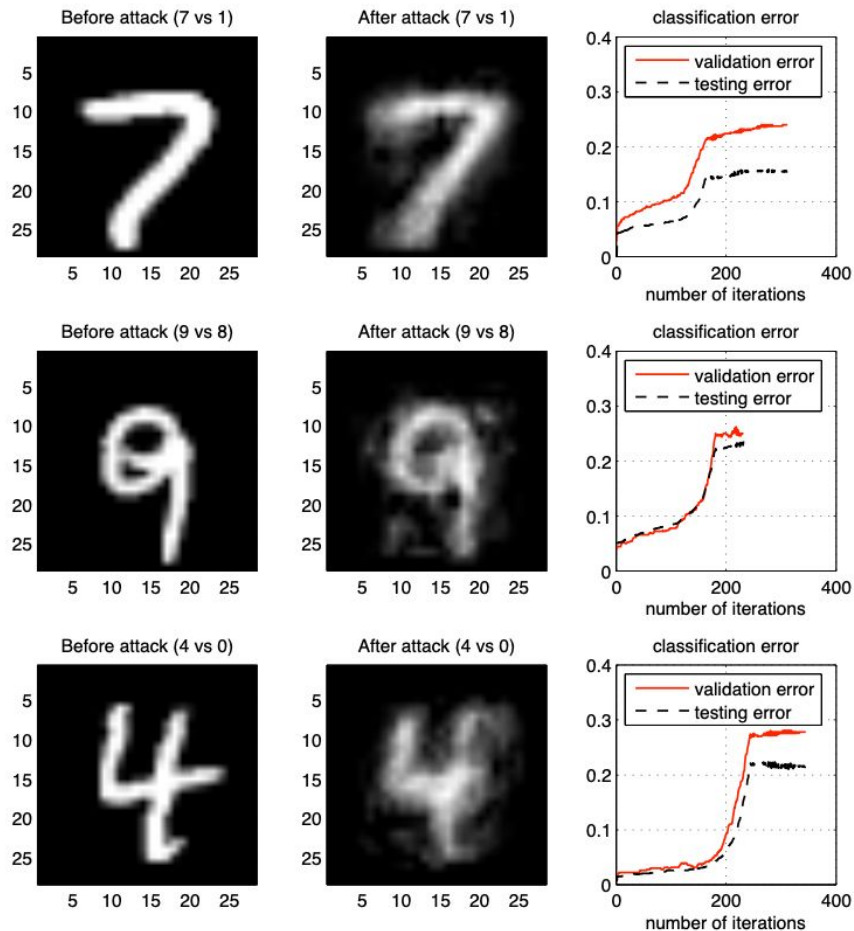 Before attack (7 vs 1)
5
10
15
20
25
5 10 15 20 25
After attack (7 vs 1)
5
10
15
20
25
5 10 15 20 25
classification error
0.4
validation error
testing error
0.3
0.2
0.1
0
0 200 400
number of iterations
Before attack (9 vs 8)
5
10
15
20
25
5 10 15 20 25
After attack (9 vs 8)
5
10
15
20
25
5 10 15 20 25
classification error
0.4
validation error
testing error
0.3
0.2
0.1
0
0 200 400
number of iterations
Before attack (4 vs 0)
5
10
15
20
25
5 10 15 20 25
After attack (4 vs 0)
5
10
15
20
25
5 10 15 20 25
classification error
0.4
validation error
testing error
0.3
0.2
0.1
0
0 200 400
number of iterations